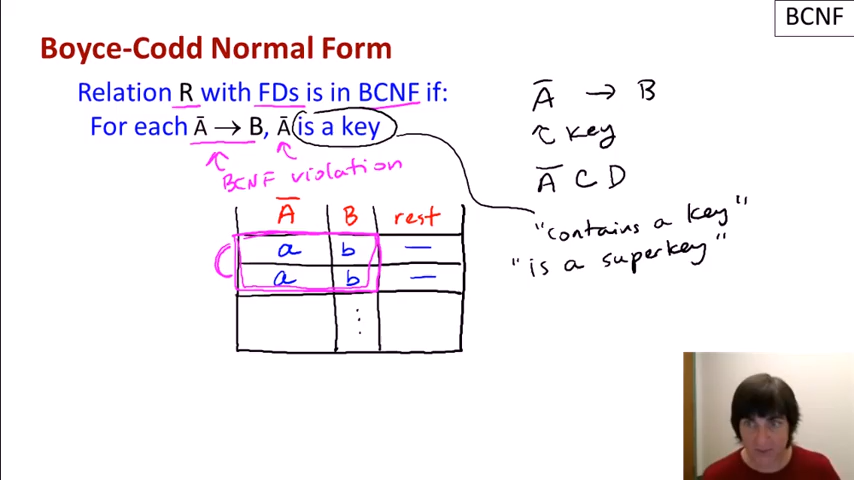 BCNF
Boyce-Codd Normal Form
Relation R with FDs is in BCNF if:
For each Ā → B, Ā is a key
BCNF violation
Ā B rest
a b —
a b —
⋮
Ā → B
↑ key
Ā C D
"contains a key"
"is a superkey"